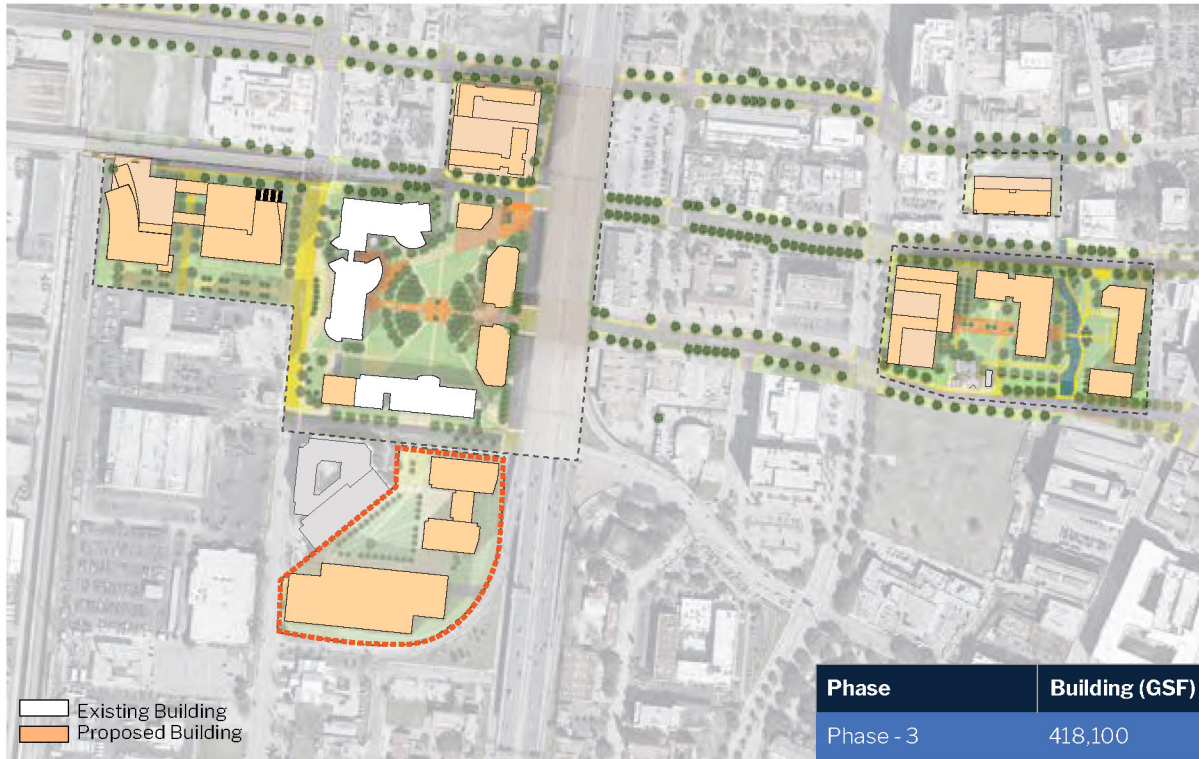 Existing Building
Proposed Building
Phase Building (GSF)
Phase - 3 418,100